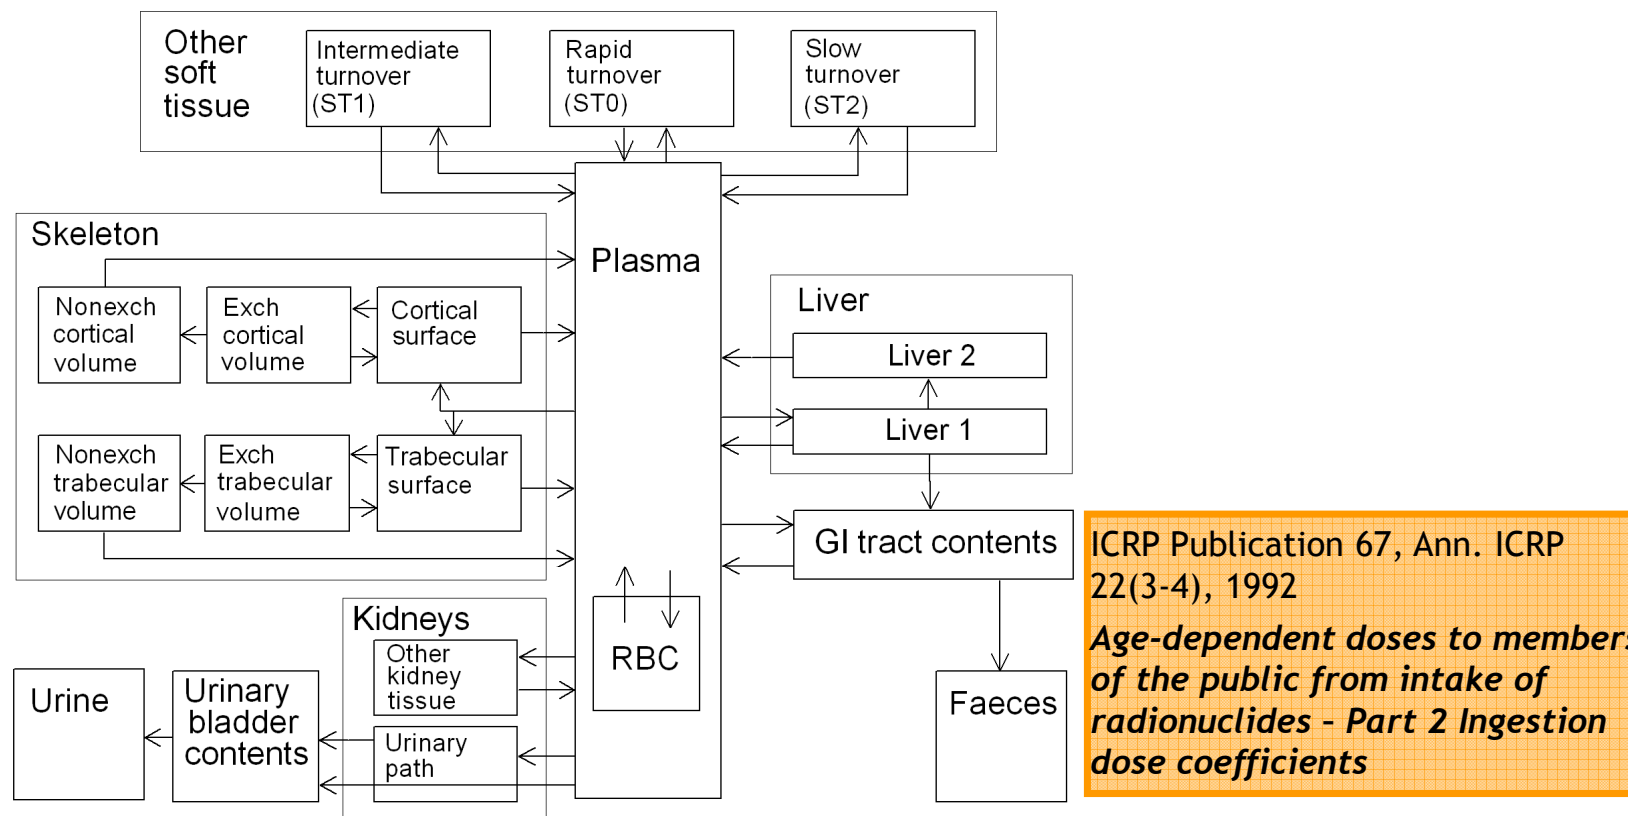 Other
soft
tissue
Intermediate
turnover
(ST1)
Rapid
turnover
(ST0)
Slow
turnover
(ST2)
Skeleton
Nonexch
cortical
volume
Exch
cortical
volume
Cortical
surface
Nonexch
trabecular
volume
Exch
trabecular
volume
Trabecular
surface
Plasma
RBC
Liver
Liver 2
Liver 1
GI tract contents
Faeces
Kidneys
Other
kidney
tissue
Urinary
path
Urinary
bladder
contents
Urine
ICRP Publication 67, Ann. ICRP
22(3-4), 1992
Age-dependent doses to members
of the public from intake of
radionuclides – Part 2 Ingestion
dose coefficients